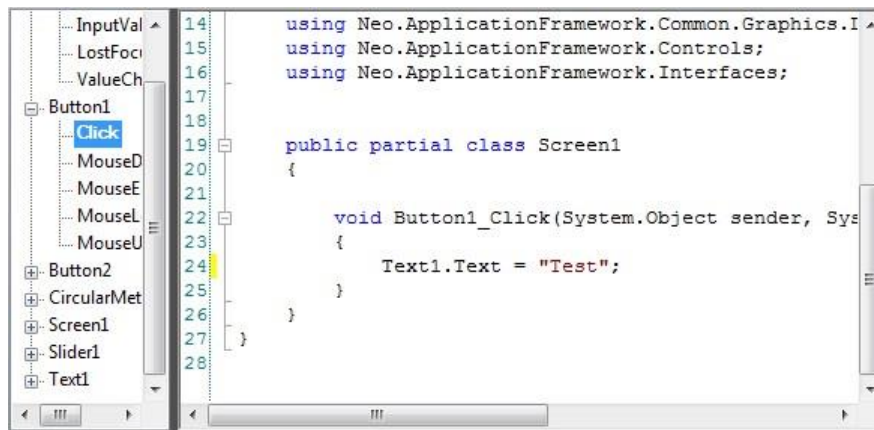 InputVal
LostFoc
ValueCh
Button1
Click
MouseD
MouseE
MouseL
MouseU
Button2
CircularMet
Screen1
Slider1
Text1
14 using Neo.ApplicationFramework.Common.Graphics.I
15 using Neo.ApplicationFramework.Controls;
16 using Neo.ApplicationFramework.Interfaces;
17
18
19 public partial class Screen1
20 {
21
22 void Button1_Click(System.Object sender, Sys
23 {
24 Text1.Text = "Test";
25 }
26 }
27 }
28